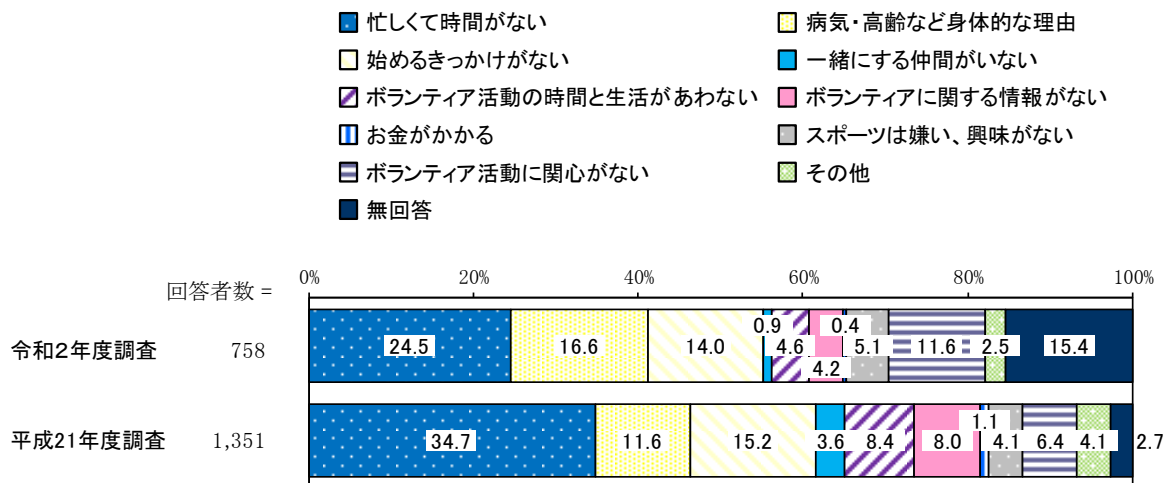 忙しくて時間がない
病気・高齢など身体的な理由
始めるきっかけがない
一緒にする仲間がいない
ボランティア活動の時間と生活があわない
ボランティアに関する情報がない
お金がかかる
スポーツは嫌い、興味がない
ボランティア活動に関心がない
その他
無回答
回答者数 =
0% 20% 40% 60% 80% 100%
令和2年度調査 758
24.5 16.6 14.0 0.9 4.6 4.2 0.4 5.1 11.6 2.5 15.4
平成21年度調査 1,351
34.7 11.6 15.2 3.6 8.4 8.0 1.1 4.1 6.4 4.1 2.7